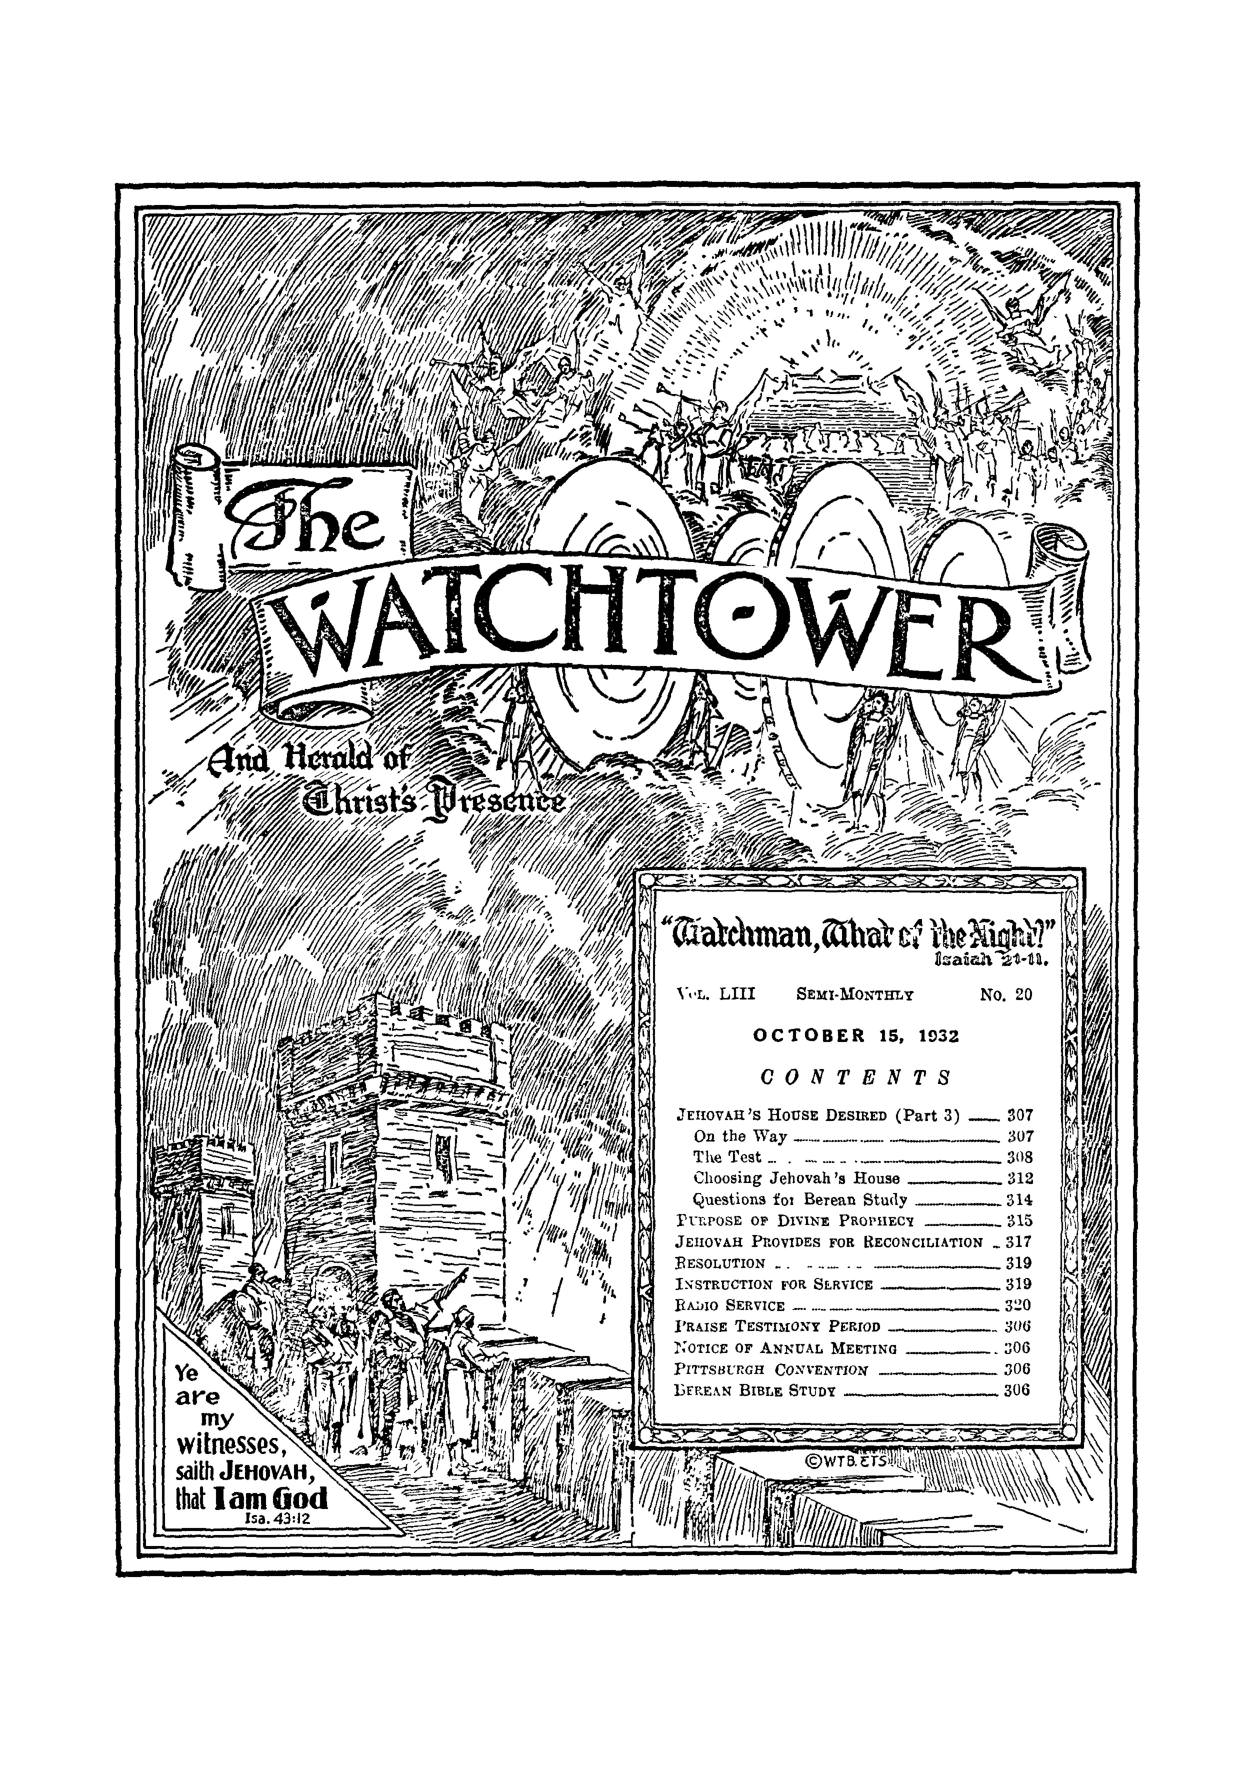 The
WATCHTOWER
And Herald of
Christ's Presence
"Watchman, What of the Night?"
Isaiah 21-11.
VOL. LIII SEMI-MONTHLY No. 20
OCTOBER 15, 1932
CONTENTS
JEHOVAH'S HOUSE DESIRED (Part 3) 307
On the Way 307
The Test 308
Choosing Jehovah's House 312
Questions for Berean Study 314
PURPOSE OF DIVINE PROPHECY 315
JEHOVAH PROVIDES FOR RECONCILIATION 317
RESOLUTION 319
INSTRUCTION FOR SERVICE 319
RADIO SERVICE 320
PRAISE TESTIMONY PERIOD 306
NOTICE OF ANNUAL MEETING 306
PITTSBURGH CONVENTION 306
BEREAN BIBLE STUDY 306
©WTB.&TS
Ye
are
my
witnesses,
saith JEHOVAH,
that I am God
Isa. 43:12